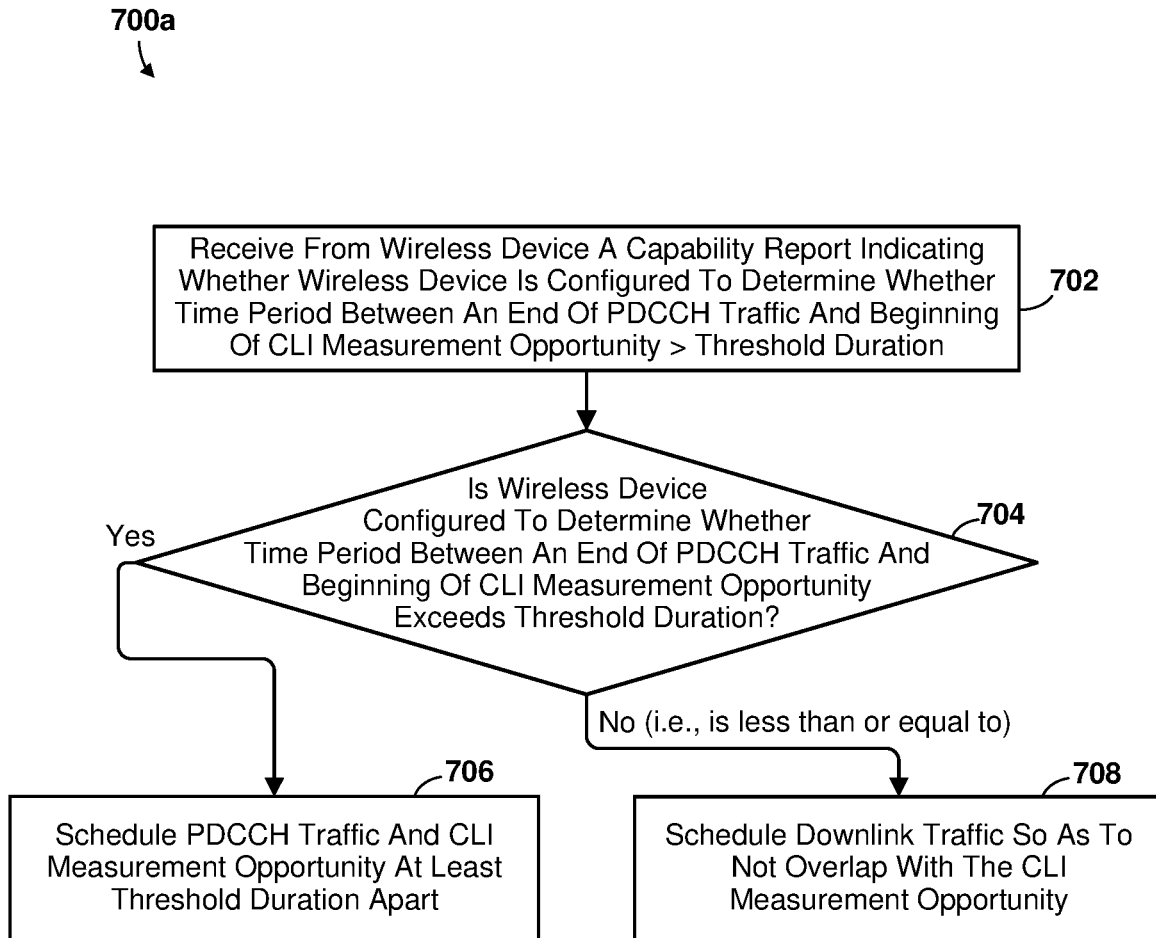 700a
Receive From Wireless Device A Capability Report Indicating
Whether Wireless Device Is Configured To Determine Whether
Time Period Between An End Of PDCCH Traffic And Beginning
Of CLI Measurement Opportunity > Threshold Duration
702
Is Wireless Device
Configured To Determine Whether
Time Period Between An End Of PDCCH Traffic And
Beginning Of CLI Measurement Opportunity
Exceeds Threshold Duration?
704
Yes
No (i.e., is less than or equal to)
706
Schedule PDCCH Traffic And CLI
Measurement Opportunity At Least
Threshold Duration Apart
708
Schedule Downlink Traffic So As To
Not Overlap With The CLI
Measurement Opportunity